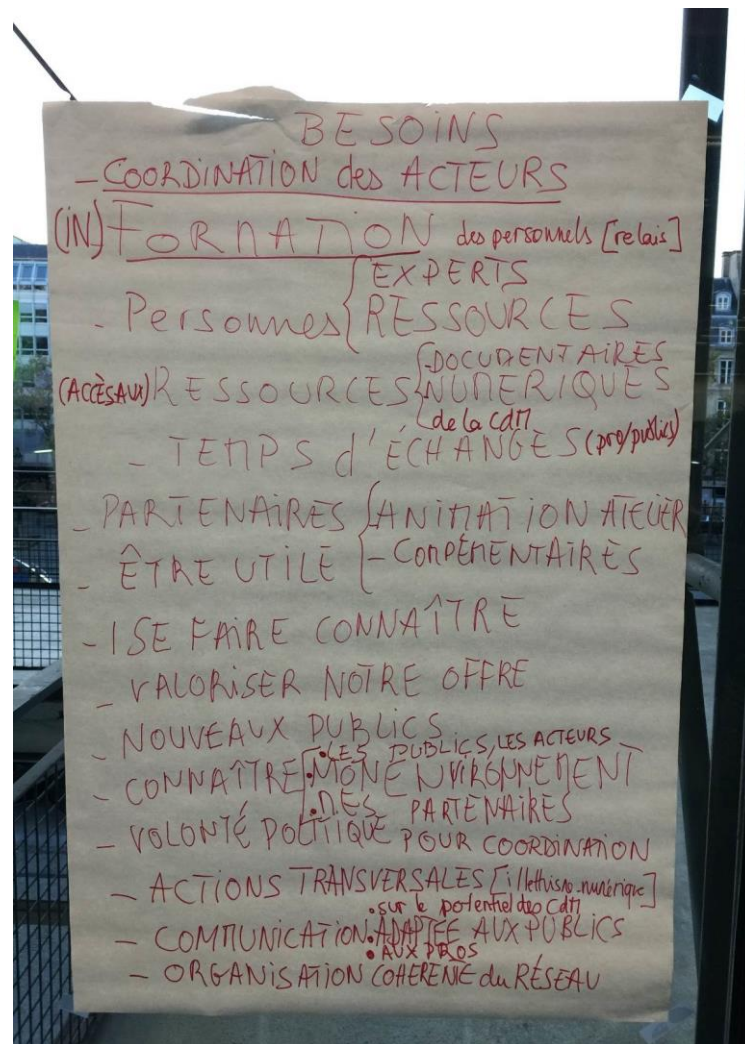 BESOINS
- COORDINATION des ACTEURS
(iN) FORMATION des personnels [relais]
- Personnes { EXPERTS
RESSOURCES
(ACCÈS AUX) RESSOURCES { DOCUMENTAIRES
NUMERIQUES
de la CdM
- TEMPS d'ÉCHANGES (pro/publics)
- PARTENAIRES { ANIMATION ATELIER
- ÊTRE UTILE - COMPÉMENTAIRES
- SE FAIRE CONNAÎTRE
- VALORISER NOTRE OFFRE
- NOUVEAUX PUBLICS
- CONNAÎTRE [ • LES PUBLICS, LES ACTEURS
• MON ENVIRONNEMENT
• MES PARTENAIRES
- VOLONTÉ POLITIQUE POUR COORDINATION
- ACTIONS TRANSVERSALES [illethisme-numérique]
- COMMUNICATION • sur le potentiel des CdM
• ADAPTÉE AUX PUBLICS
• AUX PROS
- ORGANISATION COHERENTE du RÉSEAU